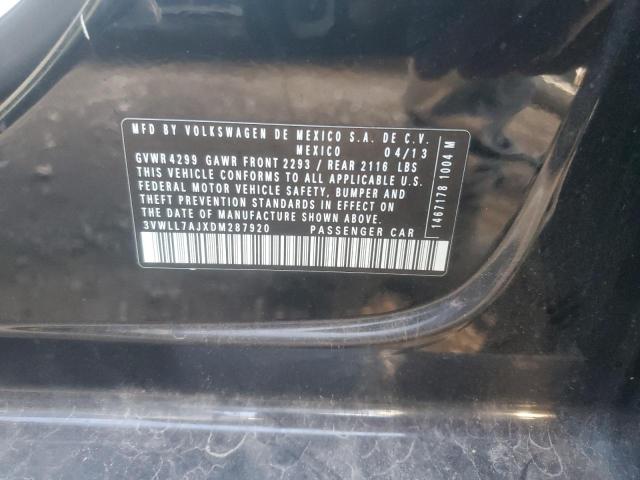 MFD BY VOLKSWAGEN DE MEXICO S.A. DE C.V.
MEXICO 04/13
GVWR 4299 GAWR FRONT 2293 / REAR 2116 LBS
THIS VEHICLE CONFORMS TO ALL APPLICABLE U.S.
FEDERAL MOTOR VEHICLE SAFETY, BUMPER AND
THEFT PREVENTION STANDARDS IN EFFECT ON THE
DATE OF MANUFACTURE SHOWN ABOVE.
3VWLL7AJXDM287920 PASSENGER CAR
1467178 1004 M